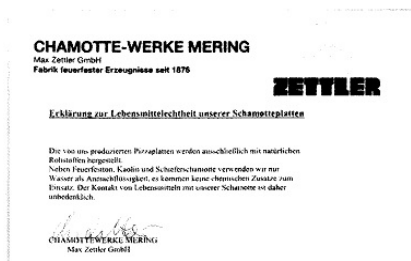 CHAMOTTE-WERKE MERING
Max Zettler GmbH
Fabrik feuerfester Erzeugnisse seit 1876
ZETTLER
Erklärung zur Lebensmittelechtheit unserer Schamotteplatten
Die von uns produzierten Pizzaplatten werden ausschließlich mit natürlichen
Rohstoffen hergestellt.
Neben Feuerfestton, Kaolin und Schieferschamotte verwenden wir nur
Wasser als Anmachflüssigkeit, es kommen keine chemischen Zusätze zum
Einsatz. Der Kontakt von Lebensmitteln mit unserer Schamotte ist daher
unbedenklich.
CHAMOTTEWERKE MERING
Max Zettler GmbH